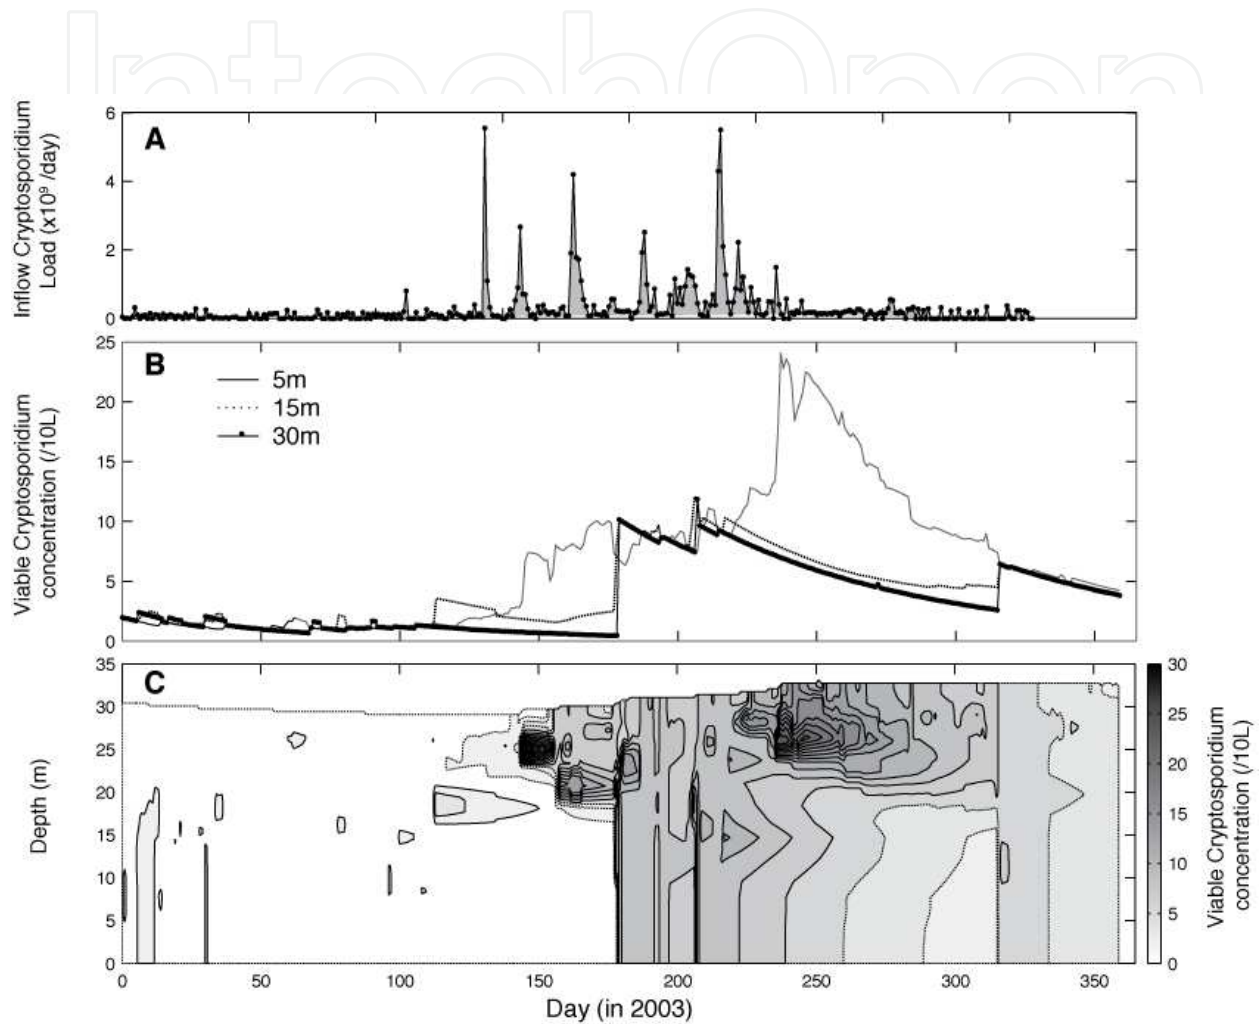 IntechOpen
A
Inflow Cryptosporidium
Load (x10⁹ /day)
6
4
2
0
B
Viable Cryptosporidium
concentration (/10L)
25
20
15
10
5
0
5m
15m
30m
C
Depth (m)
35
30
25
20
15
10
5
0
0 50 100 150 200 250 300 350
Day (in 2003)
30
25
20
15
10
5
0
Viable Cryptosporidium
concentration (/10L)